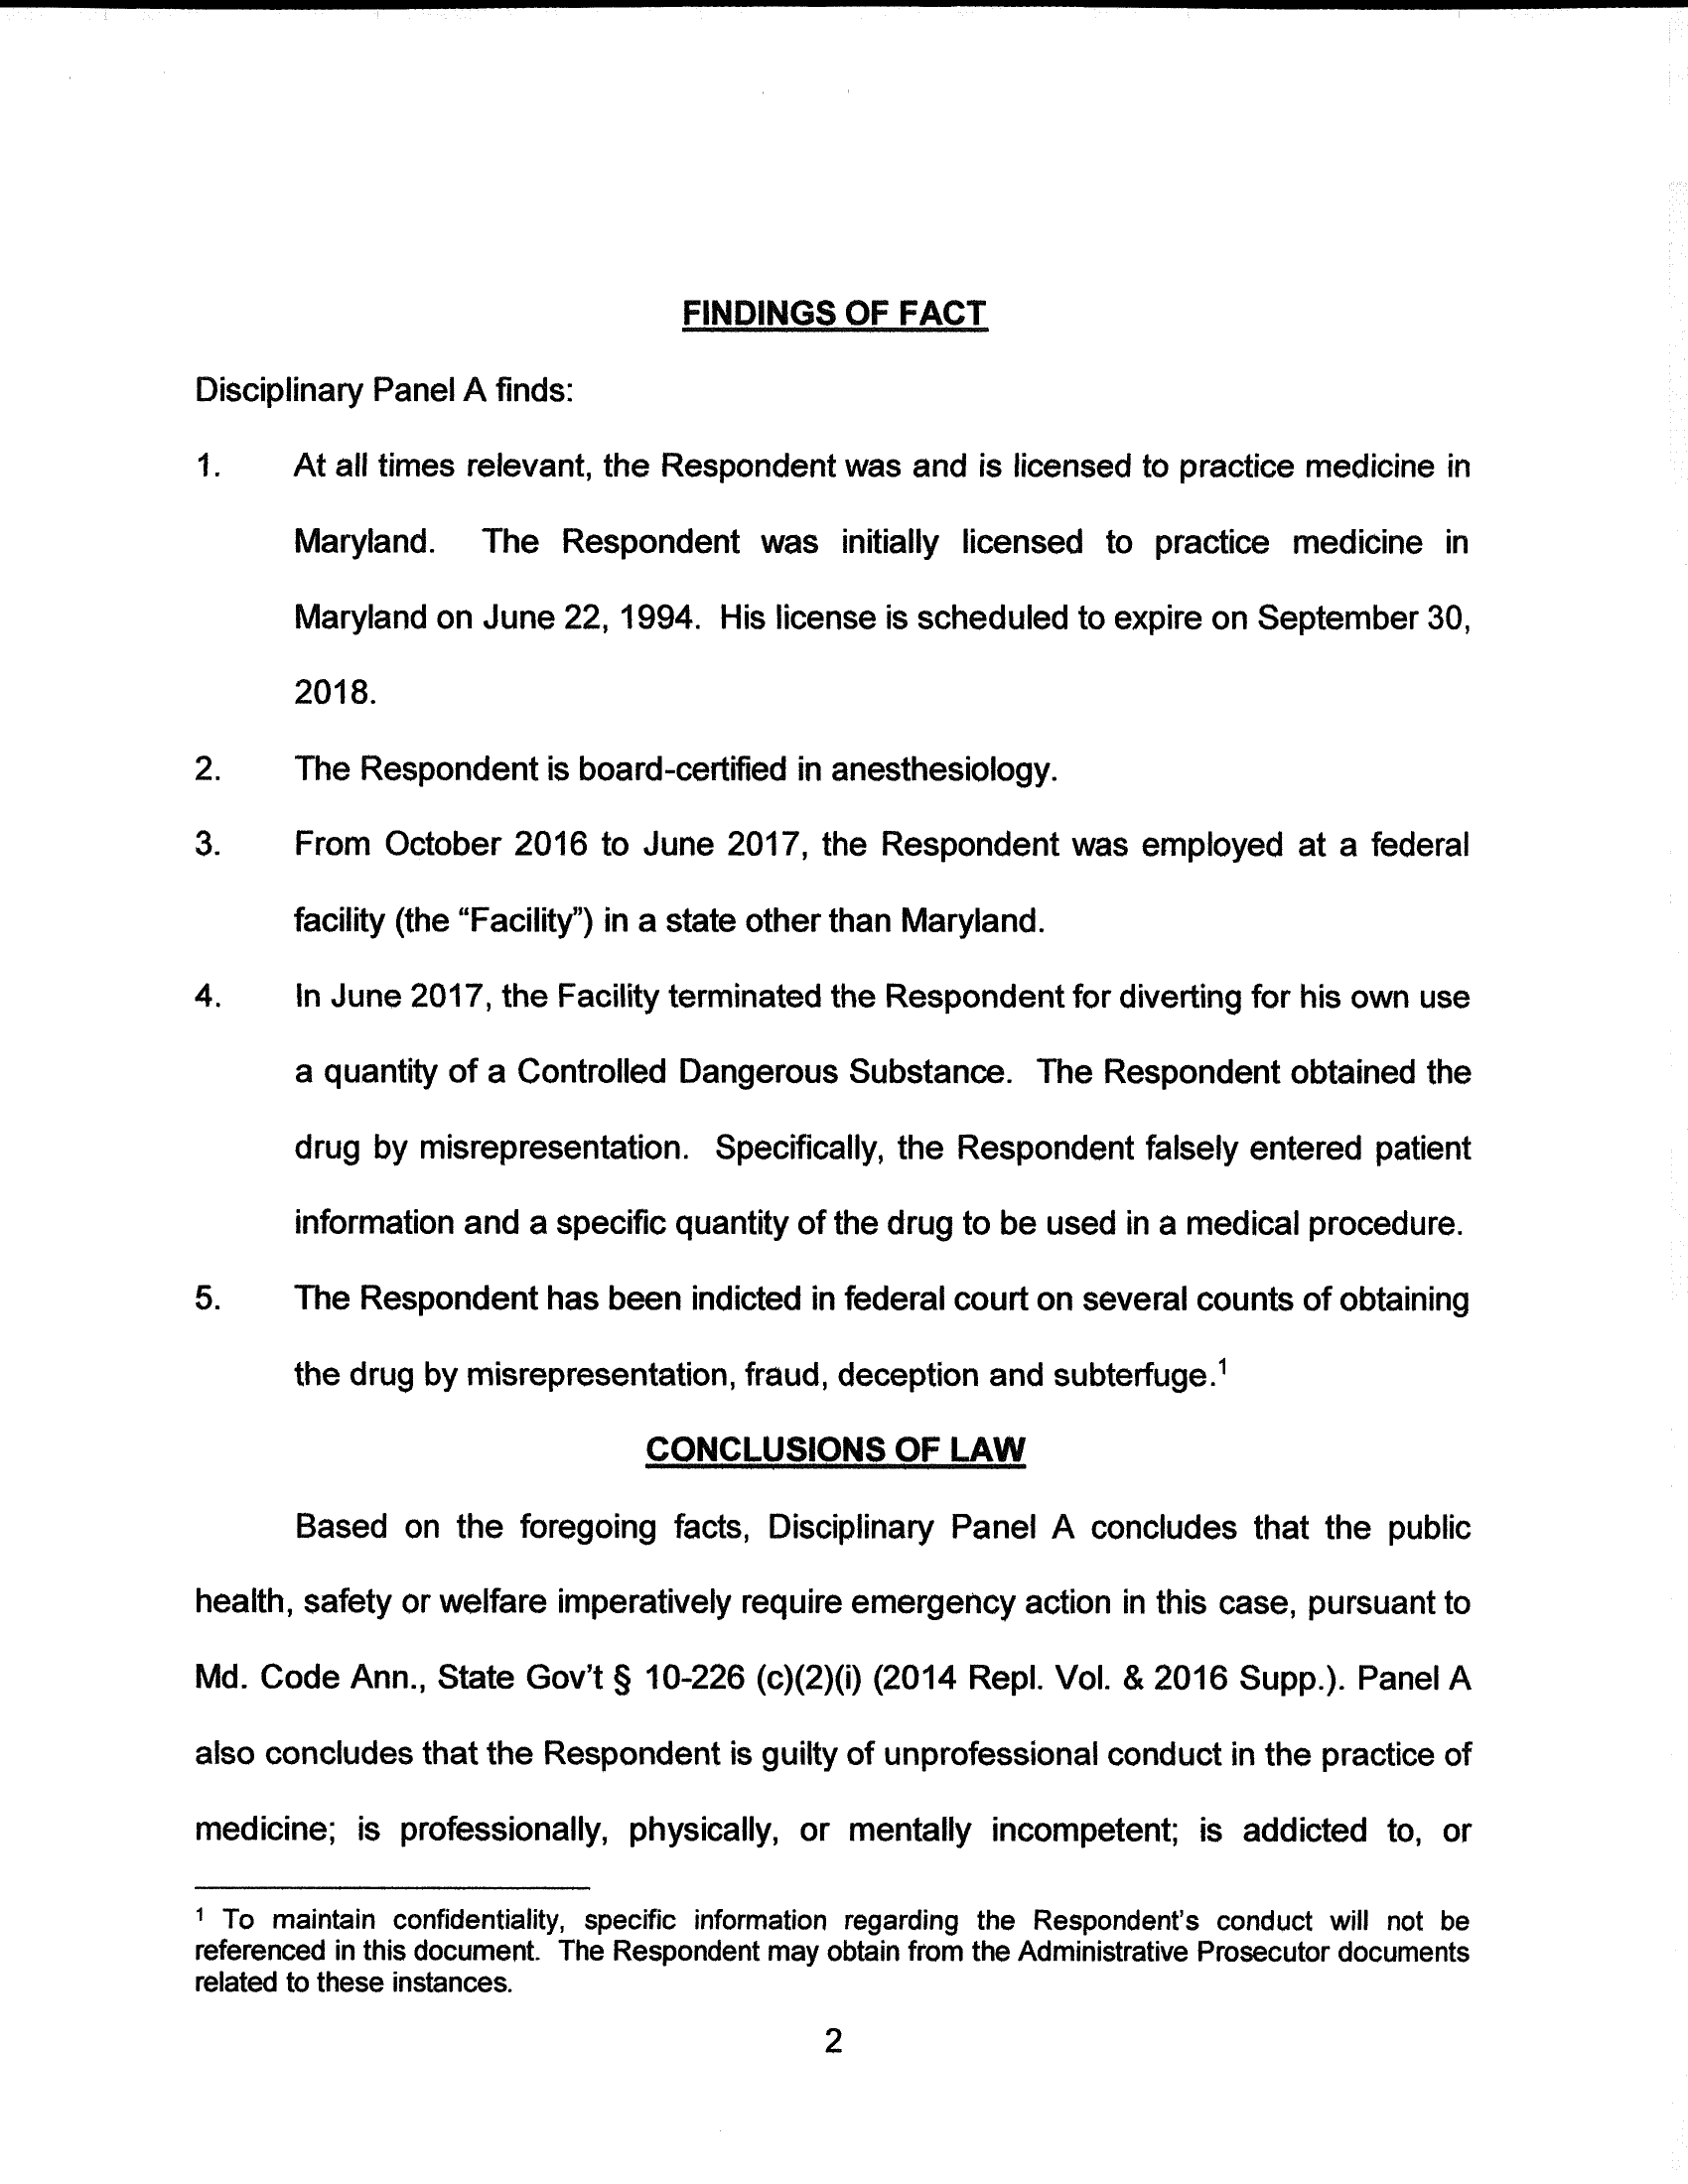 FINDINGS OF FACT
Disciplinary Panel A finds:
1. At all times relevant, the Respondent was and is licensed to practice medicine in
Maryland. The Respondent was initially licensed to practice medicine in
Maryland on June 22, 1994. His license is scheduled to expire on September 30,
2018.
2. The Respondent is board-certified in anesthesiology.
3. From October 2016 to June 2017, the Respondent was employed at a federal
facility (the “Facility”) in a state other than Maryland.
4. In June 2017, the Facility terminated the Respondent for diverting for his own use
a quantity of a Controlled Dangerous Substance. The Respondent obtained the
drug by misrepresentation. Specifically, the Respondent falsely entered patient
information and a specific quantity of the drug to be used in a medical procedure.
5. The Respondent has been indicted in federal court on several counts of obtaining
the drug by misrepresentation, fraud, deception and subterfuge.¹
CONCLUSIONS OF LAW
Based on the foregoing facts, Disciplinary Panel A concludes that the public
health, safety or welfare imperatively require emergency action in this case, pursuant to
Md. Code Ann., State Gov’t § 10-226 (c)(2)(i) (2014 Repl. Vol. & 2016 Supp.). Panel A
also concludes that the Respondent is guilty of unprofessional conduct in the practice of
medicine; is professionally, physically, or mentally incompetent; is addicted to, or
¹ To maintain confidentiality, specific information regarding the Respondent’s conduct will not be
referenced in this document. The Respondent may obtain from the Administrative Prosecutor documents
related to these instances.
2